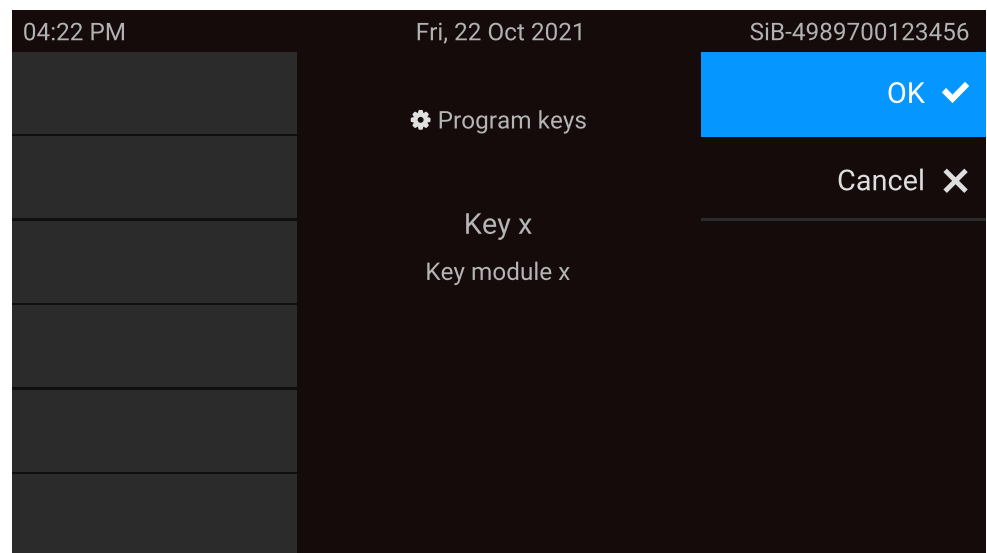 04:22 PM
Fri, 22 Oct 2021
SiB-4989700123456
OK
Program keys
Cancel
Key x
Key module x